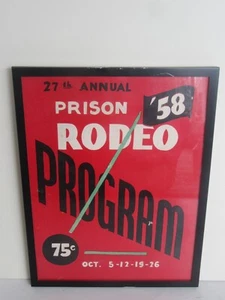 27th ANNUAL
PRISON '58
RODEO
PROGRAM
75¢
OCT. 5-12-19-26